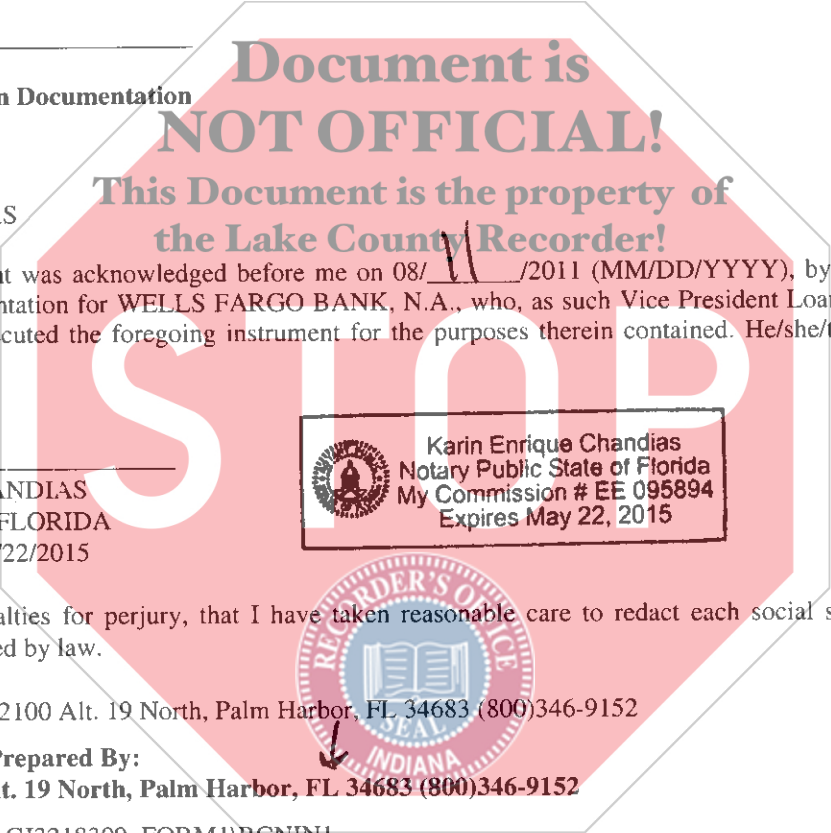 Document is
n Documentation
NOT OFFICIAL!
This Document is the property of
the Lake County Recorder!
nt was acknowledged before me on 08/ 11 /2011 (MM/DD/YYYY), by
ntation for WELLS FARGO BANK, N.A., who, as such Vice President Loa
cuted the foregoing instrument for the purposes therein contained. He/she/t
STOP
Karin Enrique Chandias
Notary Public State of Florida
My Commission # EE 095894
Expires May 22, 2015
ANDIAS
FLORIDA
/22/2015
RECORDER'S OFFICE
SEAL
INDIANA
alties for perjury, that I have taken reasonable care to redact each social s
ed by law.
2100 Alt. 19 North, Palm Harbor, FL 34683 (800)346-9152
Prepared By:
lt. 19 North, Palm Harbor, FL 34683 (800)346-9152